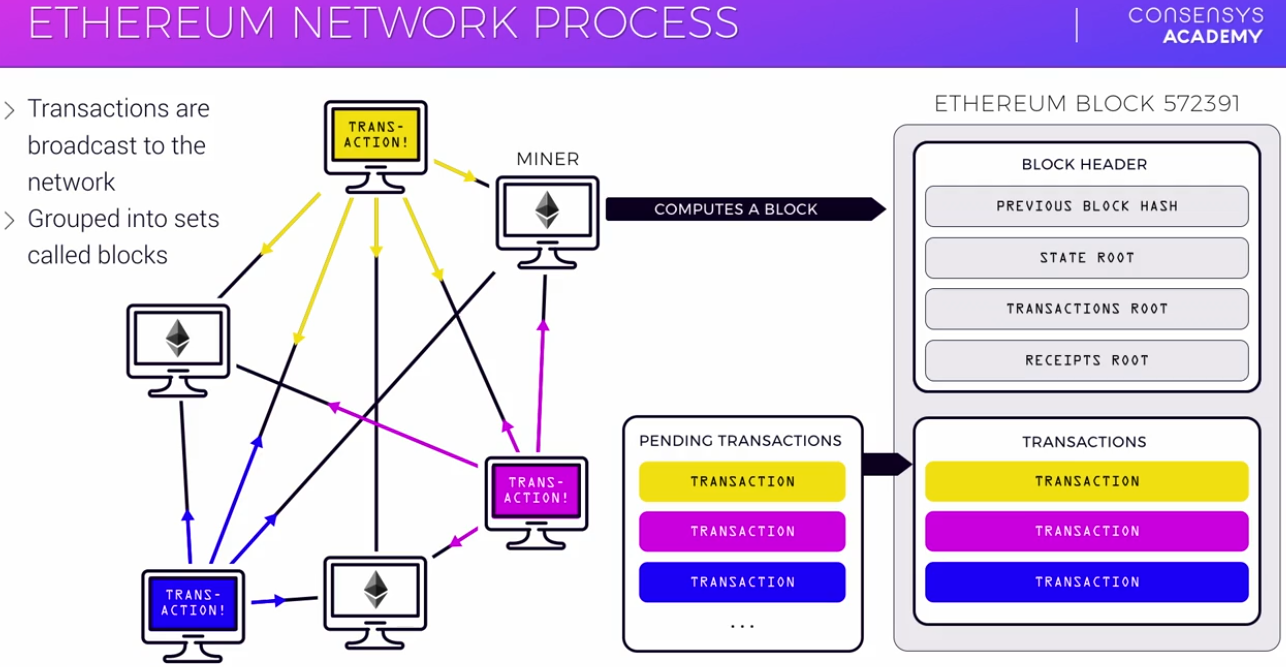 ETHEREUM NETWORK PROCESS
CONSENSYS
ACADEMY
Transactions are
broadcast to the
network
Grouped into sets
called blocks
TRANS-
ACTION!
MINER
COMPUTES A BLOCK
ETHEREUM BLOCK 572391
BLOCK HEADER
PREVIOUS BLOCK HASH
STATE ROOT
TRANSACTIONS ROOT
RECEIPTS ROOT
TRANS-
ACTION!
TRANS-
ACTION!
PENDING TRANSACTIONS
TRANSACTION
TRANSACTION
TRANSACTION
...
TRANSACTIONS
TRANSACTION
TRANSACTION
TRANSACTION